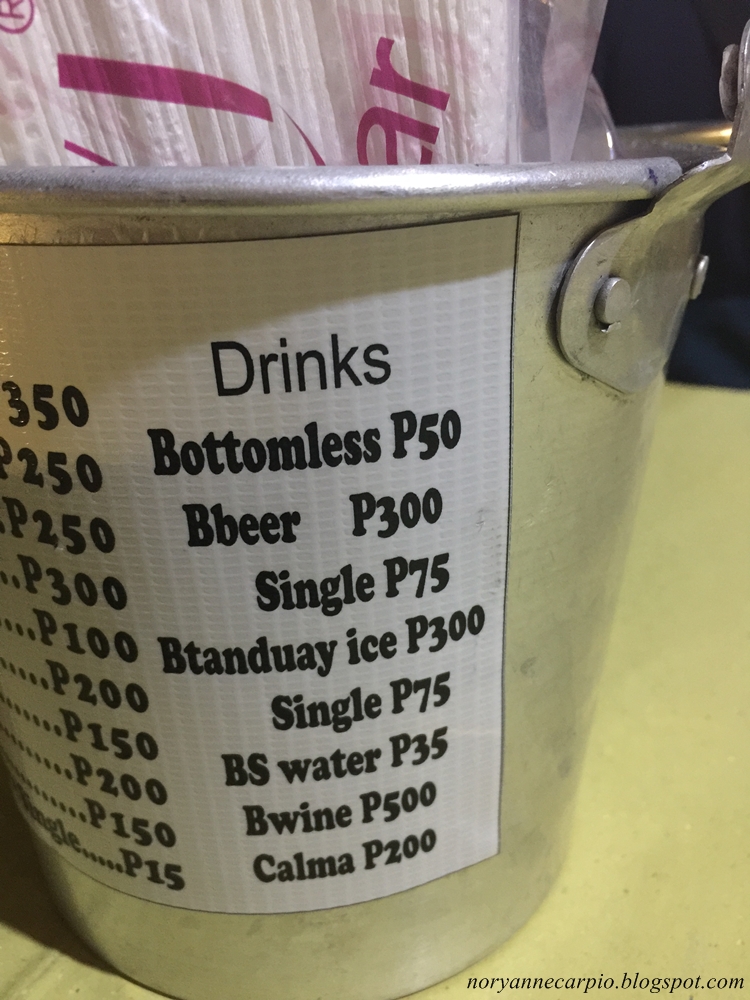 ®
ar
Drinks
Bottomless P50
Bbeer P300
Single P75
Btanduay ice P300
Single P75
BS water P35
Bwine P500
Calma P200
350
P250
.P250
..P300
....P100
.....P200
.......P150
.........P200
..........P150
.....P15
noryannecarpio.blogspot.com